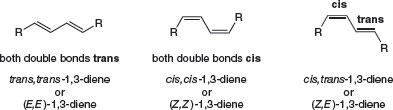 R
R
both double bonds trans
trans,trans-1,3-diene
or
(E,E)-1,3-diene
R
R
both double bonds cis
cis,cis-1,3-diene
or
(Z,Z)-1,3-diene
cis
R
trans
R
cis,trans-1,3-diene
or
(Z,E)-1,3-diene